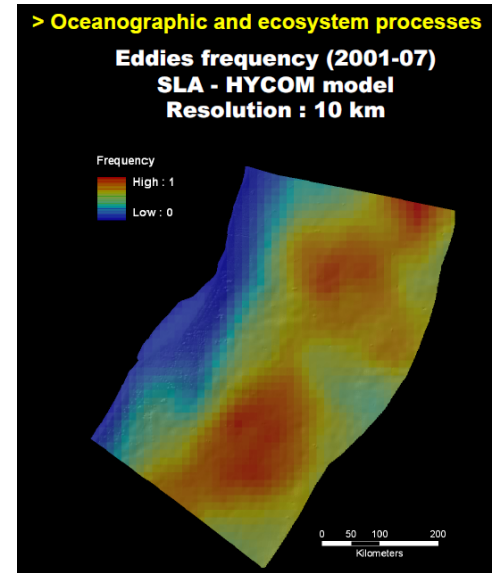 > Oceanographic and ecosystem processes
Eddies frequency (2001-07)
SLA - HYCOM model
Resolution : 10 km
Frequency
High : 1
Low : 0
0 50 100 200
Kilometers